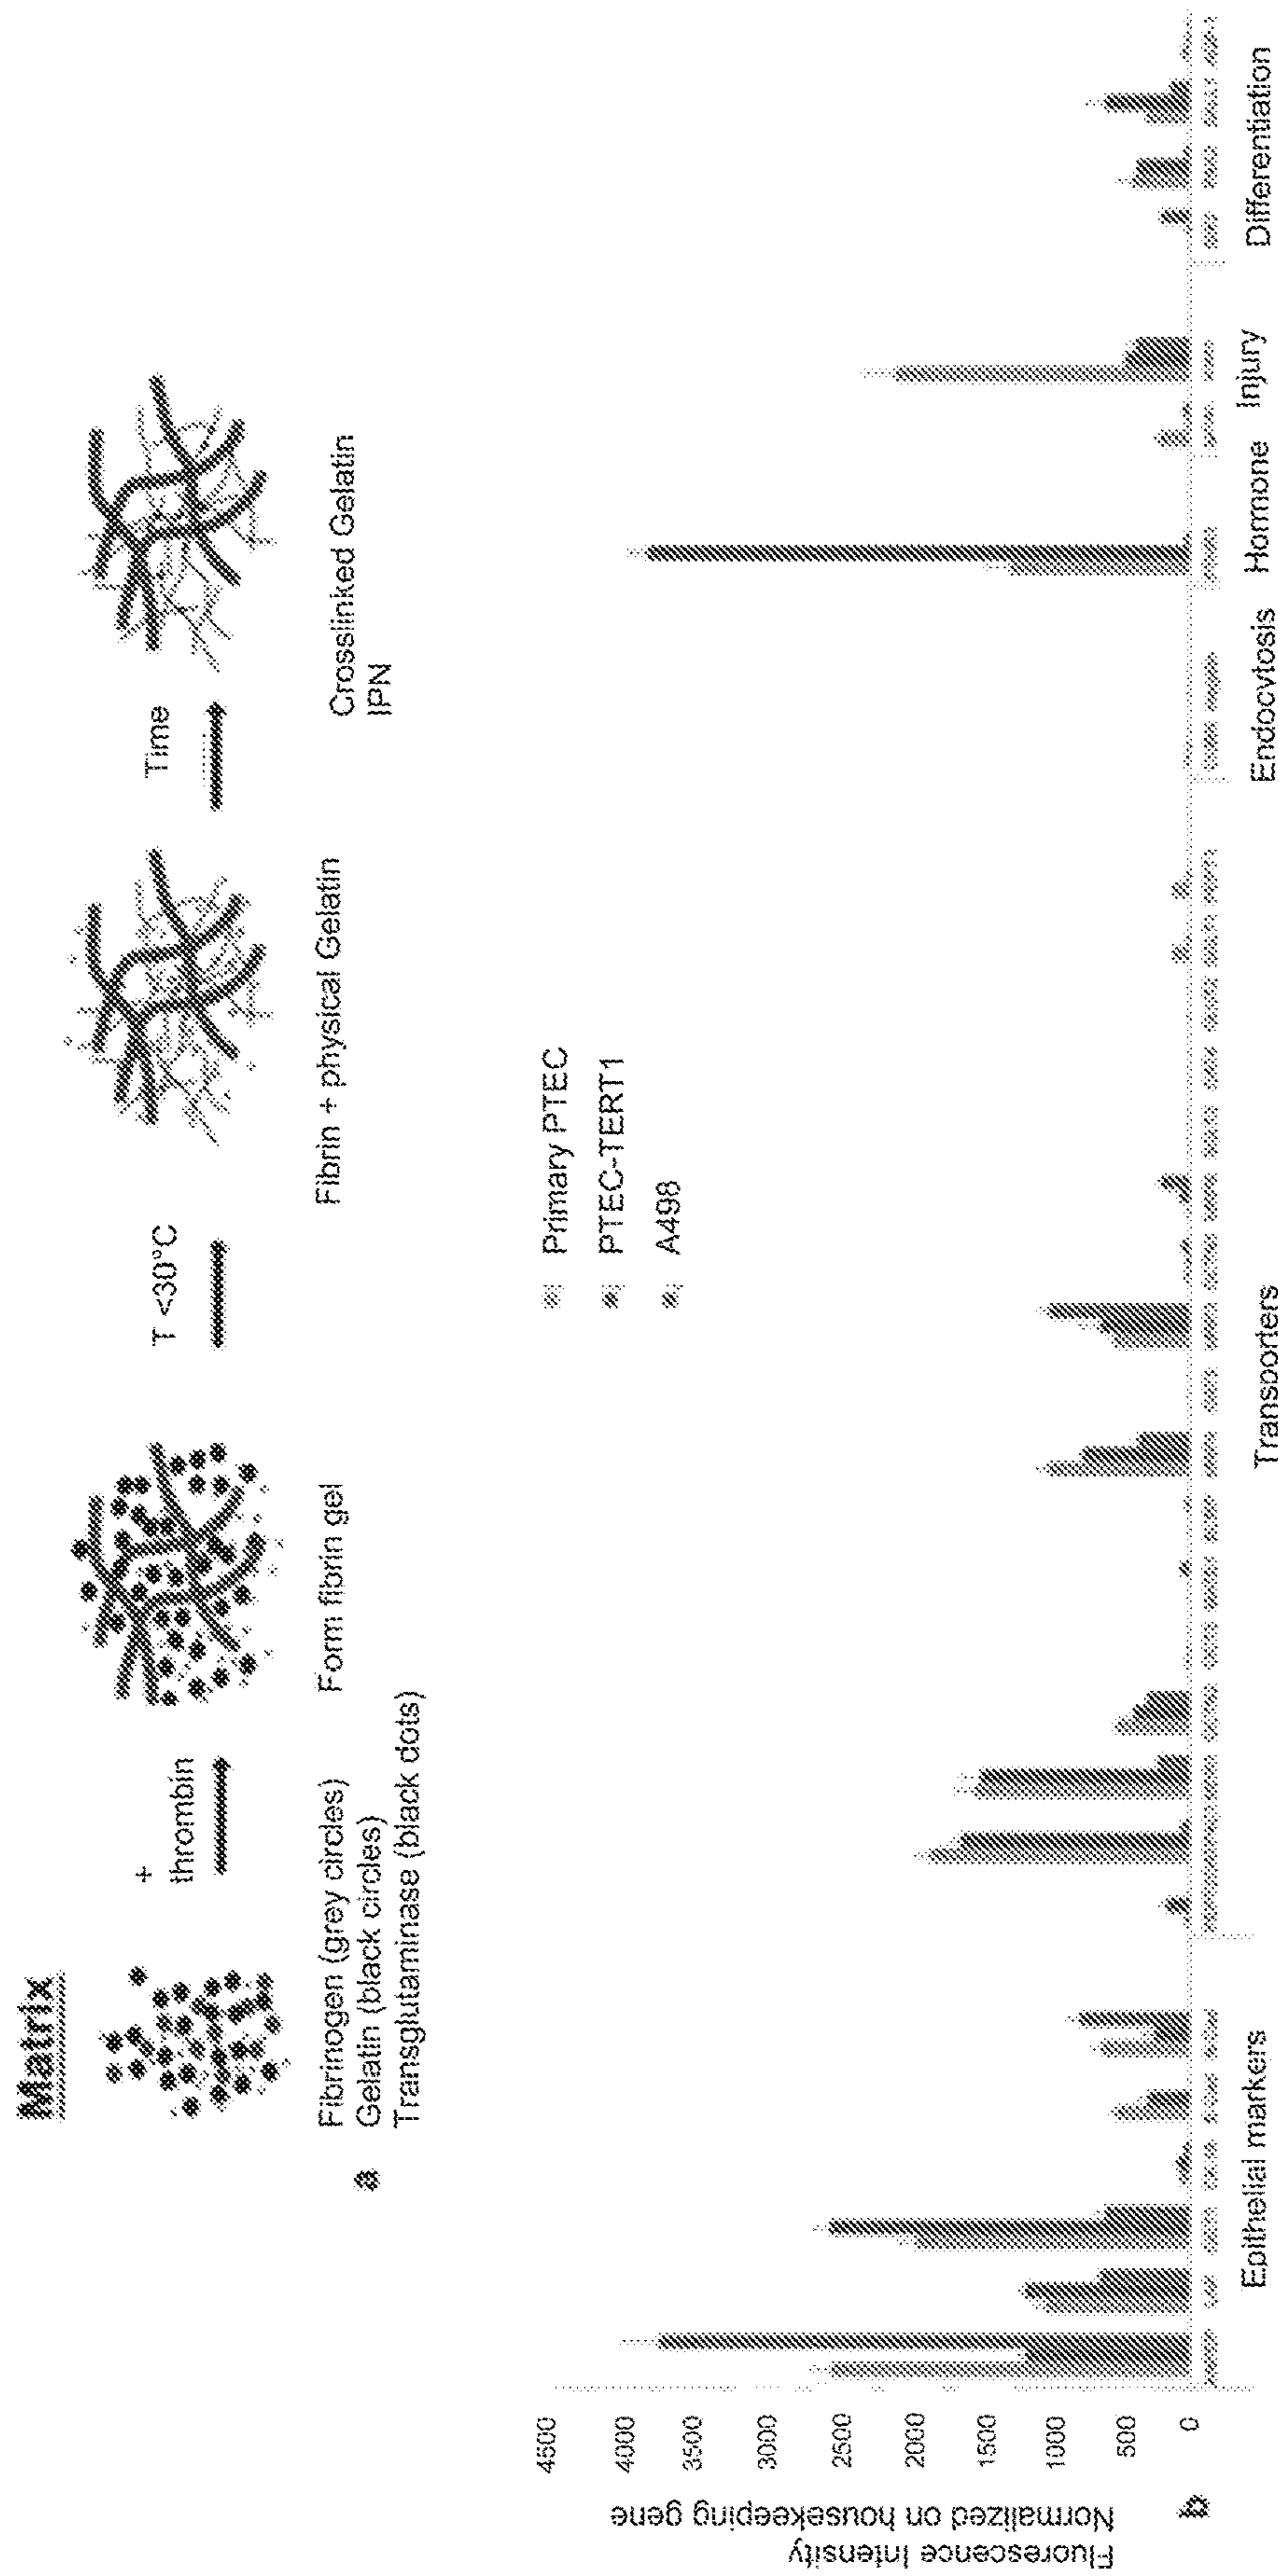 Matrix
+
thrombin
T <30°C
Time
Fibrinogen (grey circles)
Gelatin (black circles)
Transglutaminase (black dots)
Form fibrin gel
Fibrin + physical Gelatin
Crosslinked Gelatin
IPN
a
Primary PTEC
PTEC-TERT1
A498
Fluorescence Intensity
Normalized on housekeeping gene
4500
4000
3500
3000
2500
2000
1500
1000
500
0
b
Epithelial markers
Transporters
Endocytosis
Hormone
Injury
Differentiation